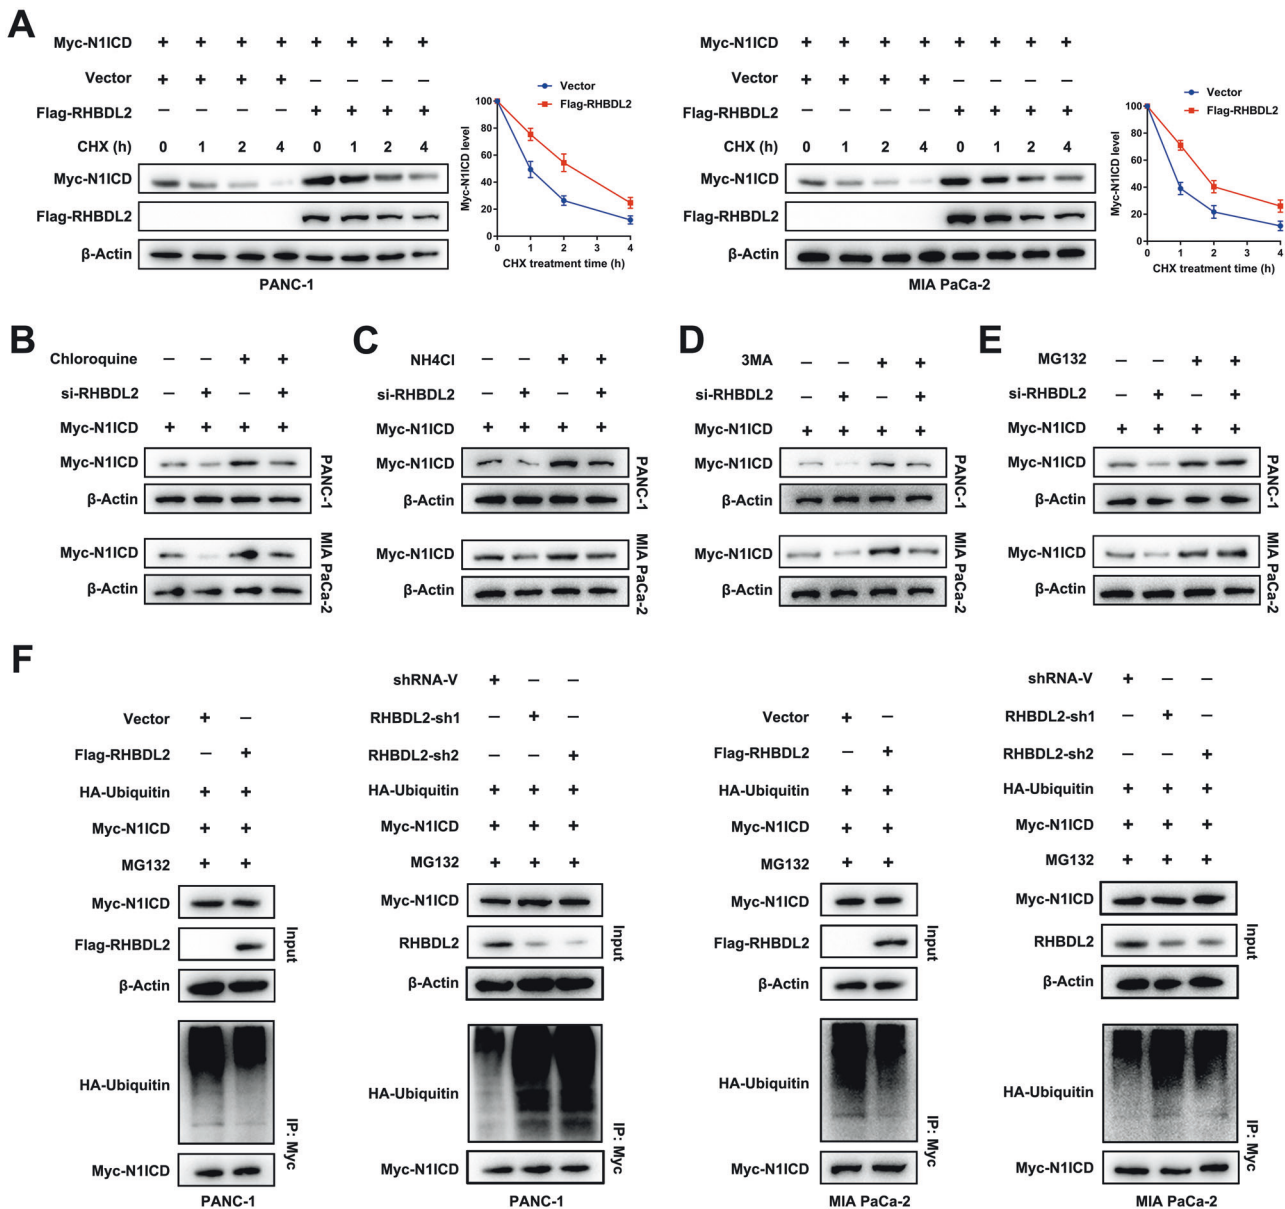 A
Myc-N1ICD + + + + + + + +
Vector + + + + – – – –
Flag-RHBDL2 – – – – + + + +
CHX (h) 0 1 2 4 0 1 2 4
Myc-N1ICD
Flag-RHBDL2
β-Actin
PANC-1
Vector
Flag-RHBDL2
Myc-N1ICD level
100
80
60
40
20
0
0 1 2 3 4
CHX treatment time (h)
Myc-N1ICD + + + + + + + +
Vector + + + + – – – –
Flag-RHBDL2 – – – – + + + +
CHX (h) 0 1 2 4 0 1 2 4
Myc-N1ICD
Flag-RHBDL2
β-Actin
MIA PaCa-2
Vector
Flag-RHBDL2
Myc-N1ICD level
100
80
60
40
20
0
0 1 2 3 4
CHX treatment time (h)
B
Chloroquine – – + +
si-RHBDL2 – + – +
Myc-N1ICD + + + +
Myc-N1ICD
β-Actin
PANC-1
Myc-N1ICD
β-Actin
MIA PaCa-2
C
NH4Cl – – + +
si-RHBDL2 – + – +
Myc-N1ICD + + + +
Myc-N1ICD
β-Actin
PANC-1
Myc-N1ICD
β-Actin
MIA PaCa-2
D
3MA – – + +
si-RHBDL2 – + – +
Myc-N1ICD + + + +
Myc-N1ICD
β-Actin
PANC-1
Myc-N1ICD
β-Actin
MIA PaCa-2
E
MG132 – – + +
si-RHBDL2 – + – +
Myc-N1ICD + + + +
Myc-N1ICD
β-Actin
PANC-1
Myc-N1ICD
β-Actin
MIA PaCa-2
F
Vector + –
Flag-RHBDL2 – +
HA-Ubiquitin + +
Myc-N1ICD + +
MG132 + +
Myc-N1ICD
Flag-RHBDL2
β-Actin
Input
HA-Ubiquitin
Myc-N1ICD
IP: Myc
PANC-1
shRNA-V + – –
RHBDL2-sh1 – + –
RHBDL2-sh2 – – +
HA-Ubiquitin + + +
Myc-N1ICD + + +
MG132 + + +
Myc-N1ICD
RHBDL2
β-Actin
Input
HA-Ubiquitin
Myc-N1ICD
IP: Myc
PANC-1
Vector + –
Flag-RHBDL2 – +
HA-Ubiquitin + +
Myc-N1ICD + +
MG132 + +
Myc-N1ICD
Flag-RHBDL2
β-Actin
Input
HA-Ubiquitin
Myc-N1ICD
IP: Myc
MIA PaCa-2
shRNA-V + – –
RHBDL2-sh1 – + –
RHBDL2-sh2 – – +
HA-Ubiquitin + + +
Myc-N1ICD + + +
MG132 + + +
Myc-N1ICD
RHBDL2
β-Actin
Input
HA-Ubiquitin
Myc-N1ICD
IP: Myc
MIA PaCa-2